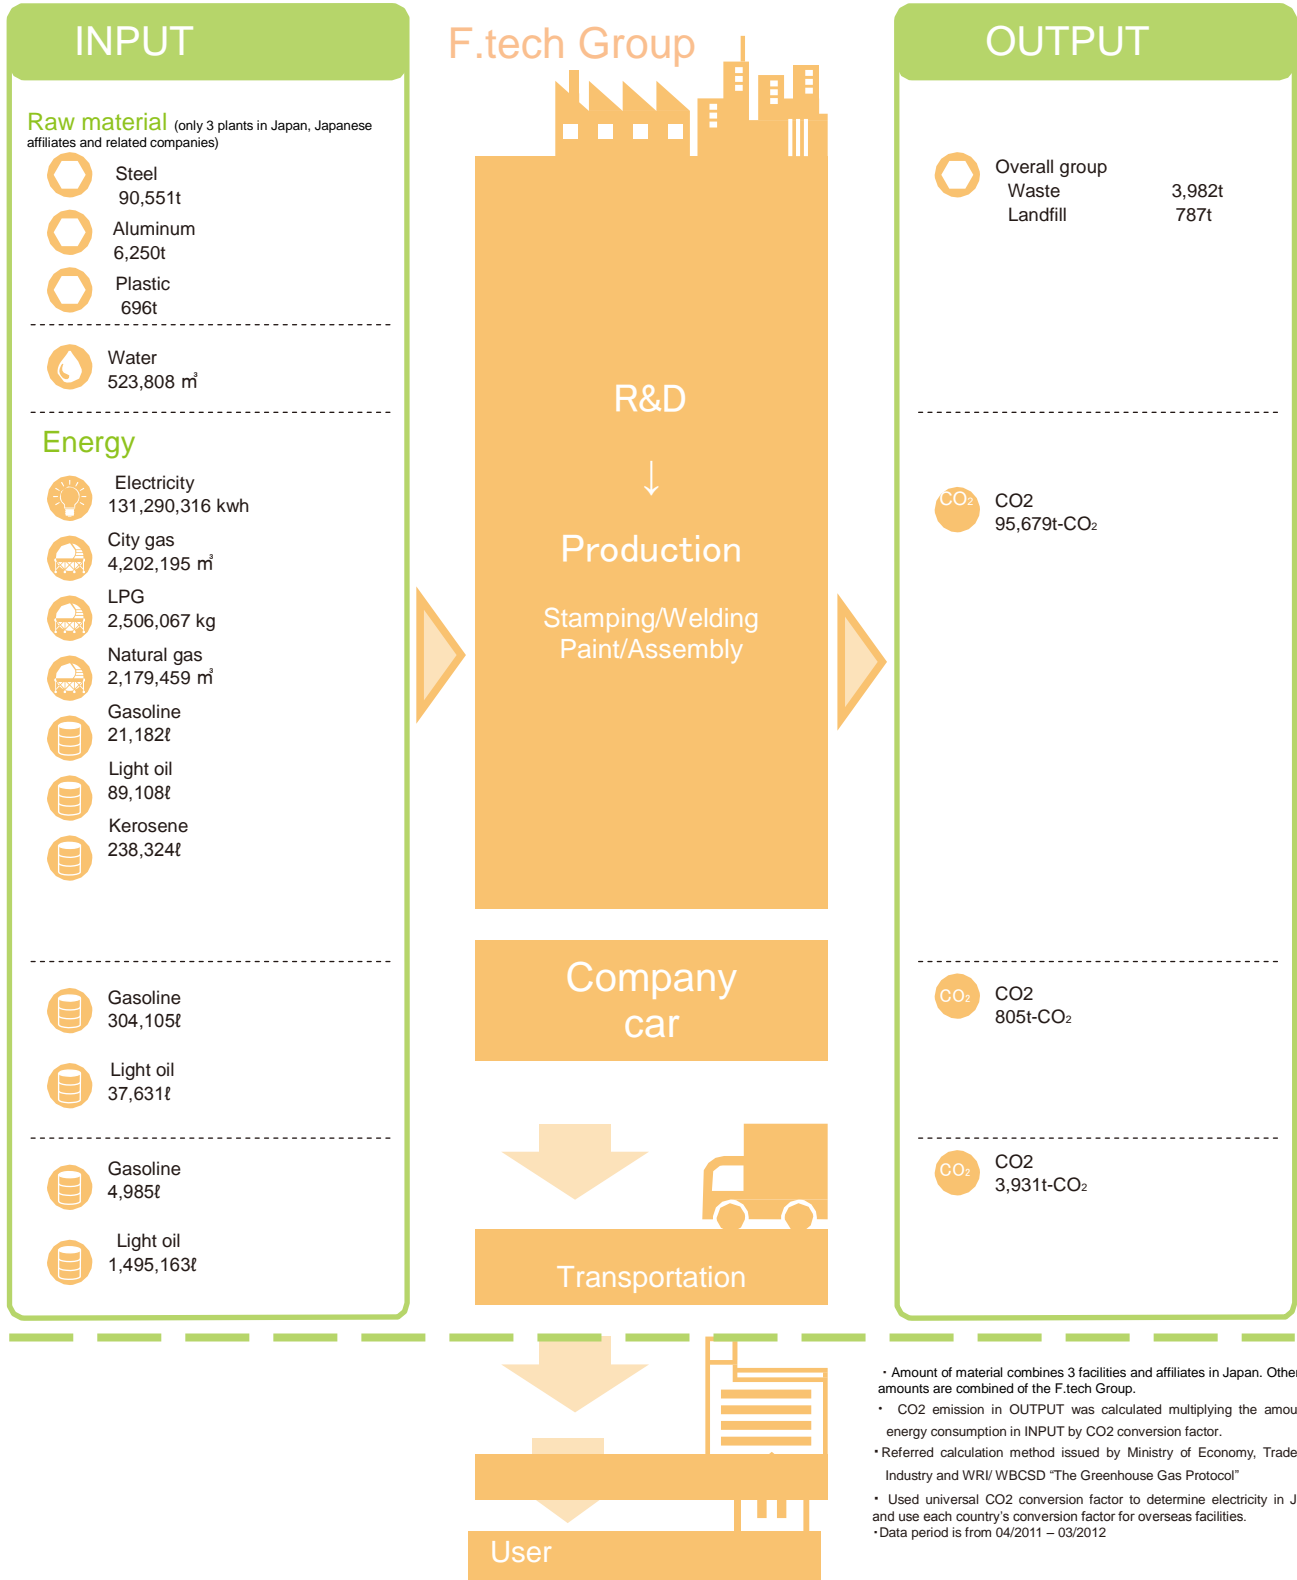 INPUT
Raw material (only 3 plants in Japan, Japanese
affiliates and related companies)
Steel
90,551t
Aluminum
6,250t
Plastic
696t
Water
523,808 ㎥
Energy
Electricity
131,290,316 kwh
City gas
4,202,195 ㎥
LPG
2,506,067 kg
Natural gas
2,179,459 ㎥
Gasoline
21,182ℓ
Light oil
89,108ℓ
Kerosene
238,324ℓ
Gasoline
304,105ℓ
Light oil
37,631ℓ
Gasoline
4,985ℓ
Light oil
1,495,163ℓ
F.tech Group
R&D
↓
Production
Stamping/Welding
Paint/Assembly
Company
car
Transportation
User
OUTPUT
Overall group
Waste 3,982t
Landfill 787t
CO₂
CO2
95,679t-CO₂
CO₂
CO2
805t-CO₂
CO₂
CO2
3,931t-CO₂
・Amount of material combines 3 facilities and affiliates in Japan. Other
amounts are combined of the F.tech Group.
・ CO2 emission in OUTPUT was calculated multiplying the amou
energy consumption in INPUT by CO2 conversion factor.
・Referred calculation method issued by Ministry of Economy, Trade
Industry and WRI/ WBCSD “The Greenhouse Gas Protocol”
・ Used universal CO2 conversion factor to determine electricity in J
and use each country’s conversion factor for overseas facilities.
・Data period is from 04/2011 – 03/2012